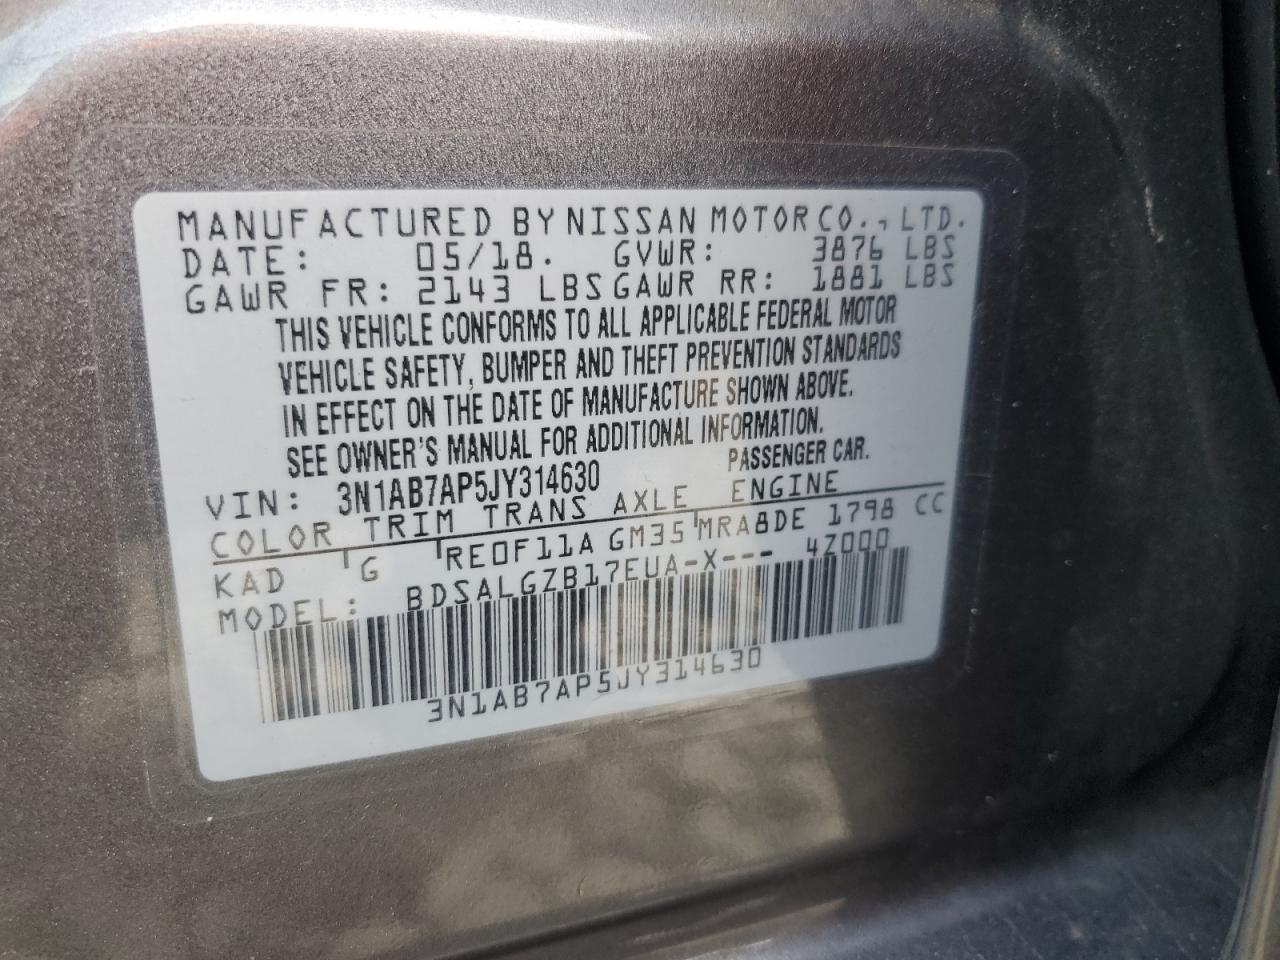 MANUFACTURED BY NISSAN MOTOR CO., LTD.
DATE: 05/18. GVWR: 3876 LBS
GAWR FR: 2143 LBS GAWR RR: 1881 LBS
THIS VEHICLE CONFORMS TO ALL APPLICABLE FEDERAL MOTOR
VEHICLE SAFETY, BUMPER AND THEFT PREVENTION STANDARDS
IN EFFECT ON THE DATE OF MANUFACTURE SHOWN ABOVE.
SEE OWNER'S MANUAL FOR ADDITIONAL INFORMATION.
VIN: 3N1AB7AP5JY314630 PASSENGER CAR.
COLOR TRIM TRANS AXLE ENGINE
KAD G RE0F11A GM35 MRA8DE 1798 CC
MODEL: BDSALGZB17EUA-X--- 4Z000
3N1AB7AP5JY314630